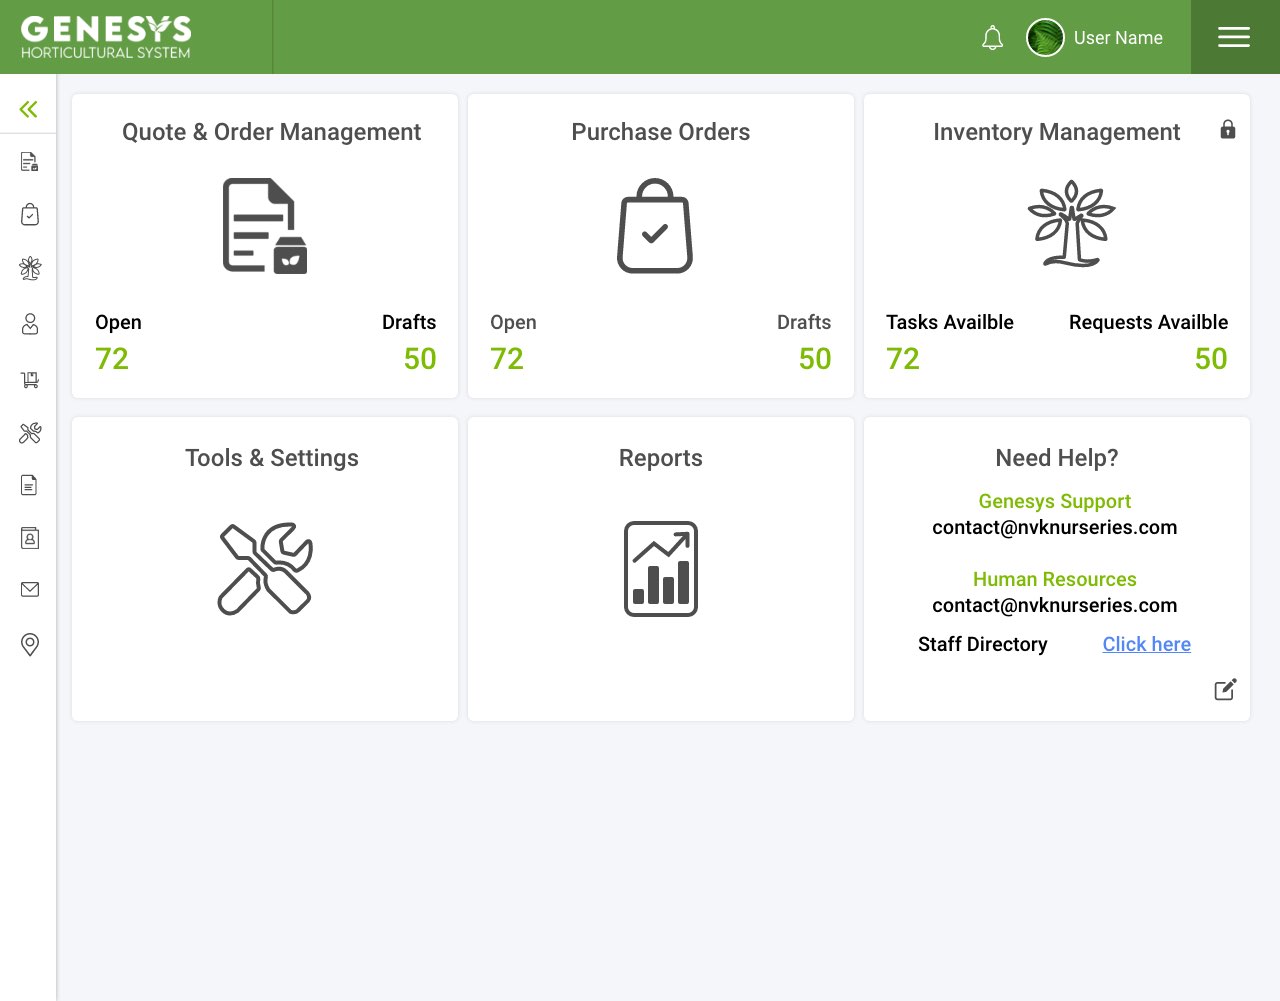 GENESYS
HORTICULTURAL SYSTEM
User Name
Quote & Order Management
Open
Drafts
72
50
Purchase Orders
Open
Drafts
72
50
Inventory Management
Tasks Availble
Requests Availble
72
50
Tools & Settings
Reports
Need Help?
Genesys Support
contact@nvknurseries.com
Human Resources
contact@nvknurseries.com
Staff Directory
Click here